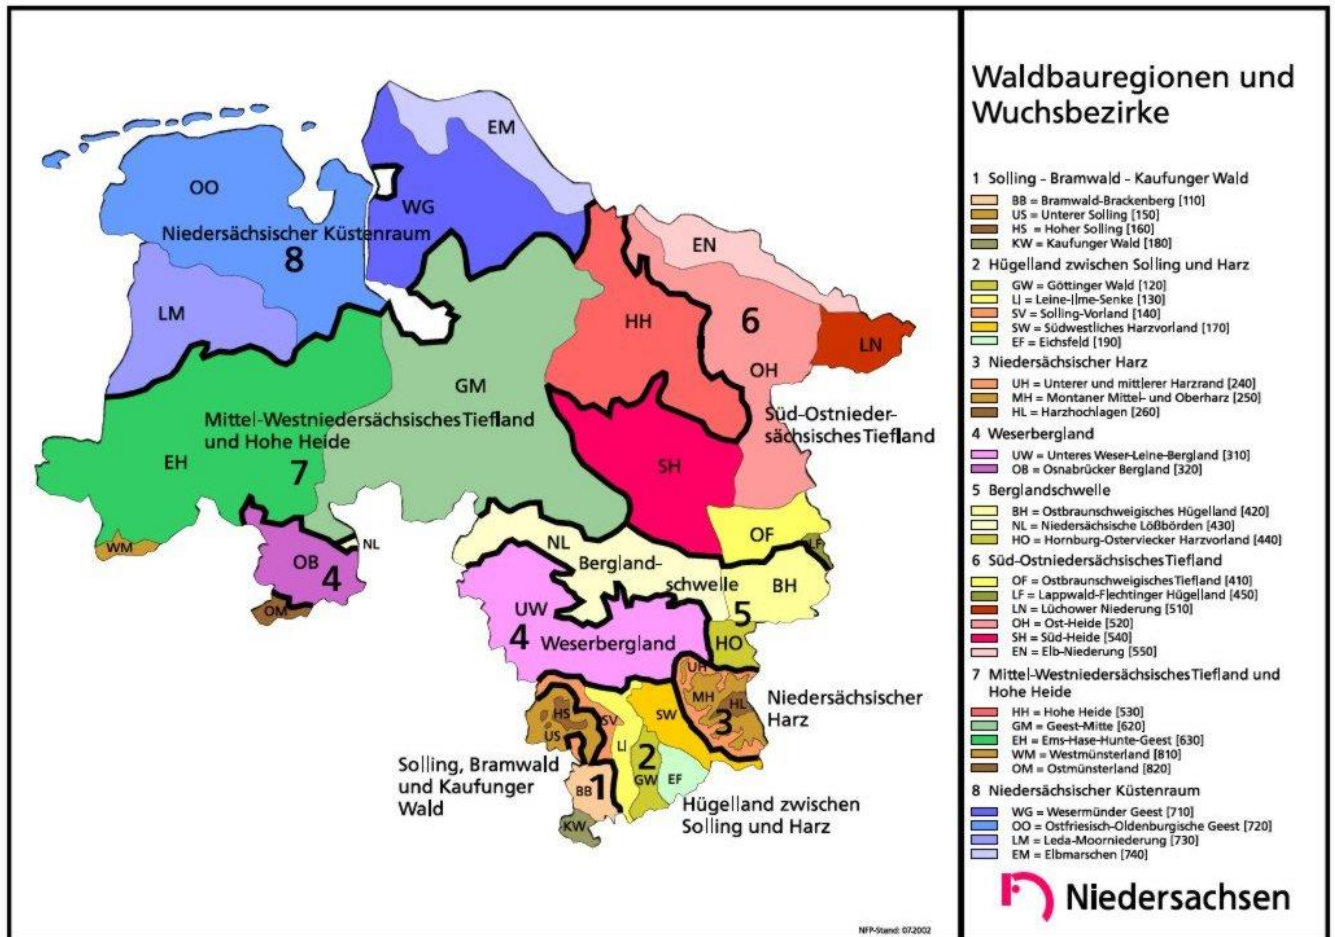 EM
OO
WG
Niedersächsischer Küstenraum
8
EN
LM
HH
6
LN
OH
GM
Mittel-Westniedersächsisches Tiefland
und Hohe Heide
Süd-Ostnieder-
sächsisches Tiefland
EH
7
SH
WM
NL
OF
LF
OB
4
NL
Bergland-
schwelle
BH
OM
UW
4
Weserbergland
5
HO
UH
MH
HL
3
Niedersächsischer
Harz
HS
US
SV
SW
LI
2
GW
EF
Solling, Bramwald
und Kaufunger
Wald
BB
1
KW
Hügelland zwischen
Solling und Harz
NFP-Stand: 07.2002
Waldbauregionen und
Wuchsbezirke
1 Solling - Bramwald - Kaufunger Wald
BB = Bramwald-Brackenberg [110]
US = Unterer Solling [150]
HS = Hoher Solling [160]
KW = Kaufunger Wald [180]
2 Hügelland zwischen Solling und Harz
GW = Göttinger Wald [120]
LI = Leine-Ilme-Senke [130]
SV = Solling-Vorland [140]
SW = Südwestliches Harzvorland [170]
EF = Eichsfeld [190]
3 Niedersächsischer Harz
UH = Unterer und mittlerer Harzrand [240]
MH = Montaner Mittel- und Oberharz [250]
HL = Harzhochlagen [260]
4 Weserbergland
UW = Unteres Weser-Leine-Bergland [310]
OB = Osnabrücker Bergland [320]
5 Berglandschwelle
BH = Ostbraunschweigisches Hügelland [420]
NL = Niedersächsische Lößbörden [430]
HO = Hornburg-Osterviecker Harzvorland [440]
6 Süd-Ostniedersächsisches Tiefland
OF = Ostbraunschweigisches Tiefland [410]
LF = Lappwald-Flechtinger Hügelland [450]
LN = Lüchower Niederung [510]
OH = Ost-Heide [520]
SH = Süd-Heide [540]
EN = Elb-Niederung [550]
7 Mittel-Westniedersächsisches Tiefland und
Hohe Heide
HH = Hohe Heide [530]
GM = Geest-Mitte [620]
EH = Ems-Hase-Hunte-Geest [630]
WM = Westmünsterland [810]
OM = Ostmünsterland [820]
8 Niedersächsischer Küstenraum
WG = Wesermünder Geest [710]
OO = Ostfriesisch-Oldenburgische Geest [720]
LM = Leda-Moorniederung [730]
EM = Elbmarschen [740]
Niedersachsen